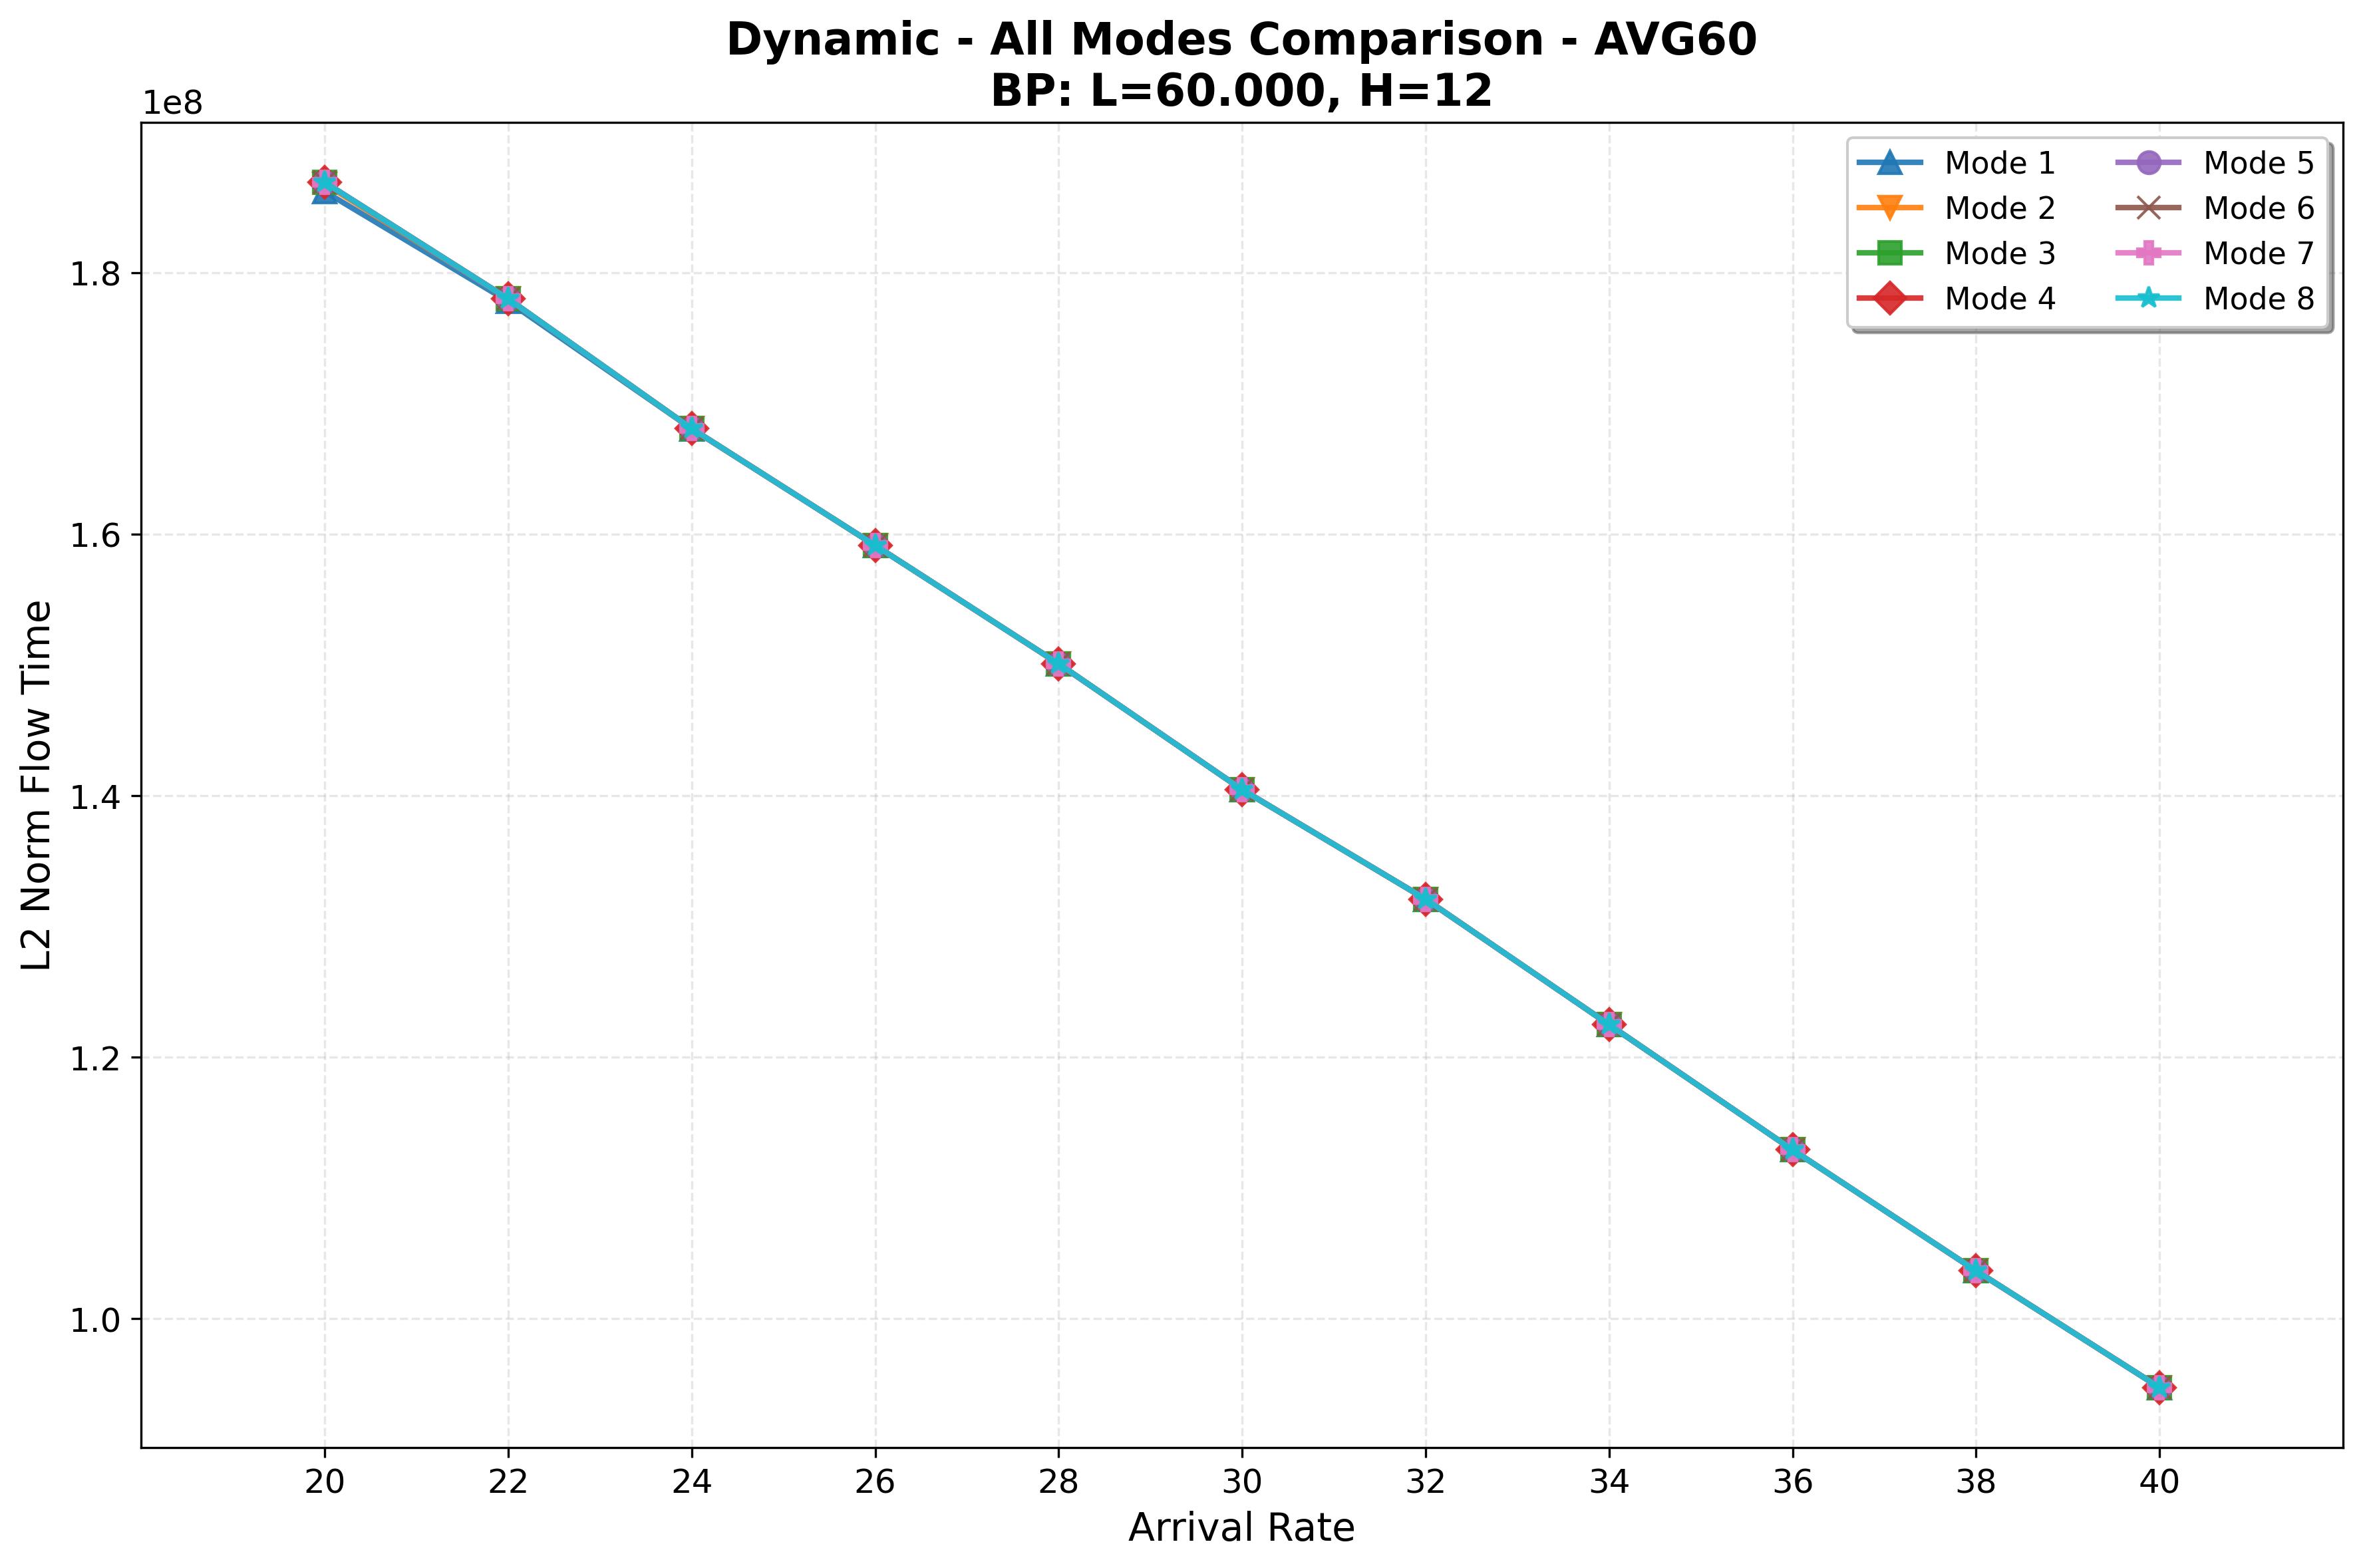 Dynamic - All Modes Comparison - AVG60
BP: L=60.000, H=12
1e8
Mode 1
Mode 2
Mode 3
Mode 4
Mode 5
Mode 6
Mode 7
Mode 8
L2 Norm Flow Time
1.8
1.6
1.4
1.2
1.0
20 22 24 26 28 30 32 34 36 38 40
Arrival Rate